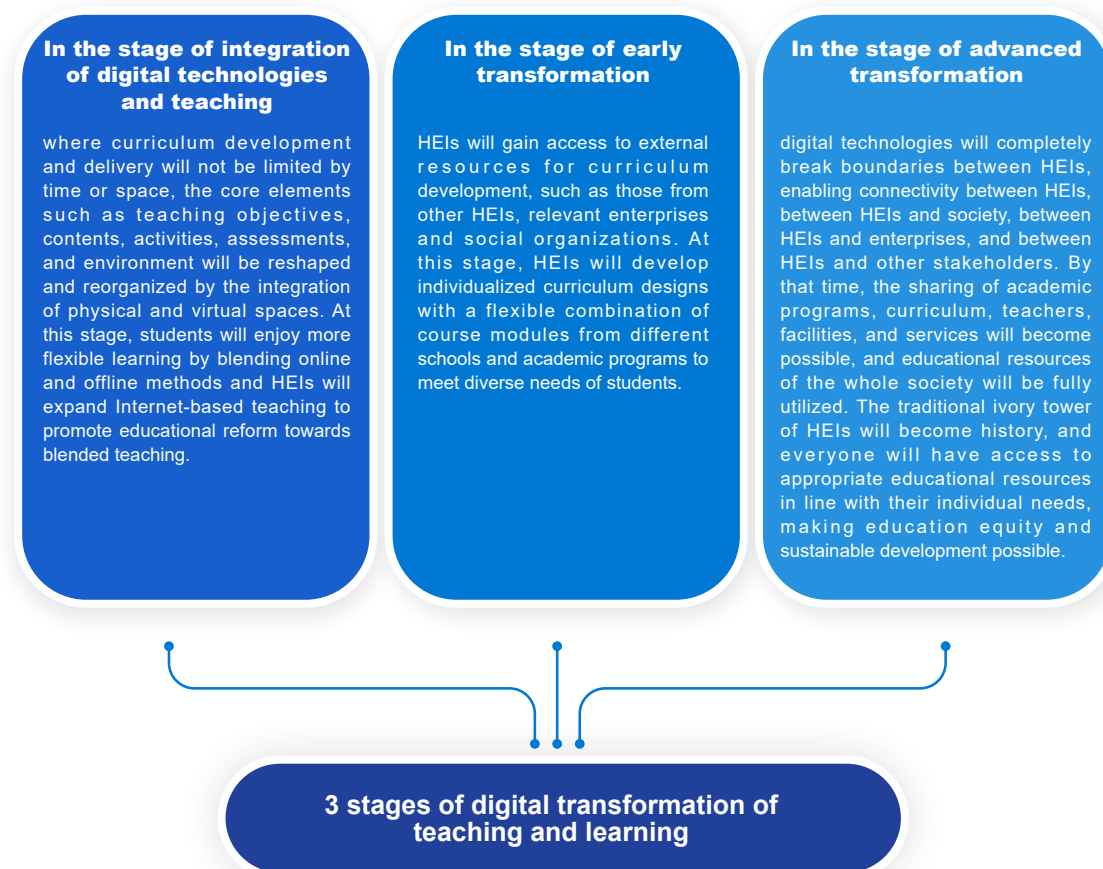 In the stage of integration
of digital technologies
and teaching
where curriculum development
and delivery will not be limited by
time or space, the core elements
such as teaching objectives,
contents, activities, assessments,
and environment will be reshaped
and reorganized by the integration
of physical and virtual spaces. At
this stage, students will enjoy more
flexible learning by blending online
and offline methods and HEIs will
expand Internet-based teaching to
promote educational reform towards
blended teaching.
In the stage of early
transformation
HEIs will gain access to external
resources for curriculum
development, such as those from
other HEIs, relevant enterprises
and social organizations. At
this stage, HEIs will develop
individualized curriculum designs
with a flexible combination of
course modules from different
schools and academic programs to
meet diverse needs of students.
In the stage of advanced
transformation
digital technologies will completely
break boundaries between HEIs,
enabling connectivity between HEIs,
between HEIs and society, between
HEIs and enterprises, and between
HEIs and other stakeholders. By
that time, the sharing of academic
programs, curriculum, teachers,
facilities, and services will become
possible, and educational resources
of the whole society will be fully
utilized. The traditional ivory tower
of HEIs will become history, and
everyone will have access to
appropriate educational resources
in line with their individual needs,
making education equity and
sustainable development possible.
3 stages of digital transformation of
teaching and learning